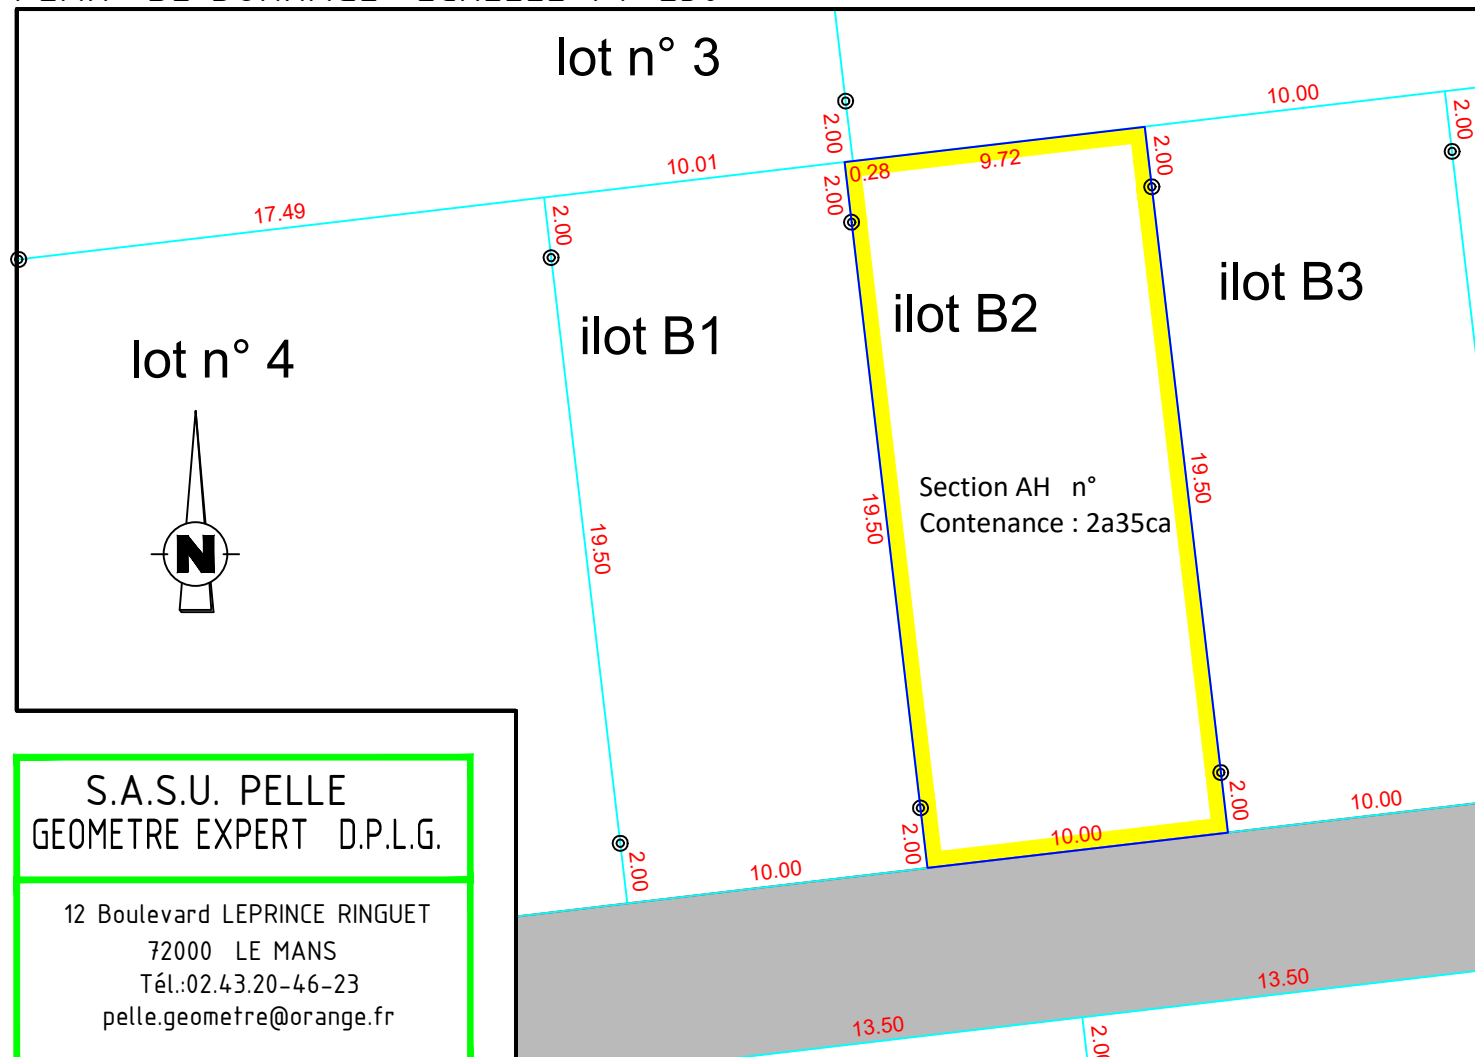 lot n° 3
10.00
2.00
2.00
10.01
0.28
9.72
2.00
2.00
17.49
2.00
ilot B3
ilot B2
ilot B1
lot n° 4
19.50
Section AH n°
Contenance : 2a35ca
19.50
19.50
N
2.00
10.00
10.00
2.00
10.00
2.00
13.50
13.50
2.00
S.A.S.U. PELLE
GEOMETRE EXPERT D.P.L.G.
12 Boulevard LEPRINCE RINGUET
72000 LE MANS
Tél.:02.43.20-46-23
pelle.geometre@orange.fr